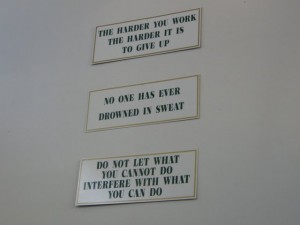 THE HARDER YOU WORK
THE HARDER IT IS
TO GIVE UP
NO ONE HAS EVER
DROWNED IN SWEAT
DO NOT LET WHAT
YOU CANNOT DO
INTERFERE WITH WHAT
YOU CAN DO